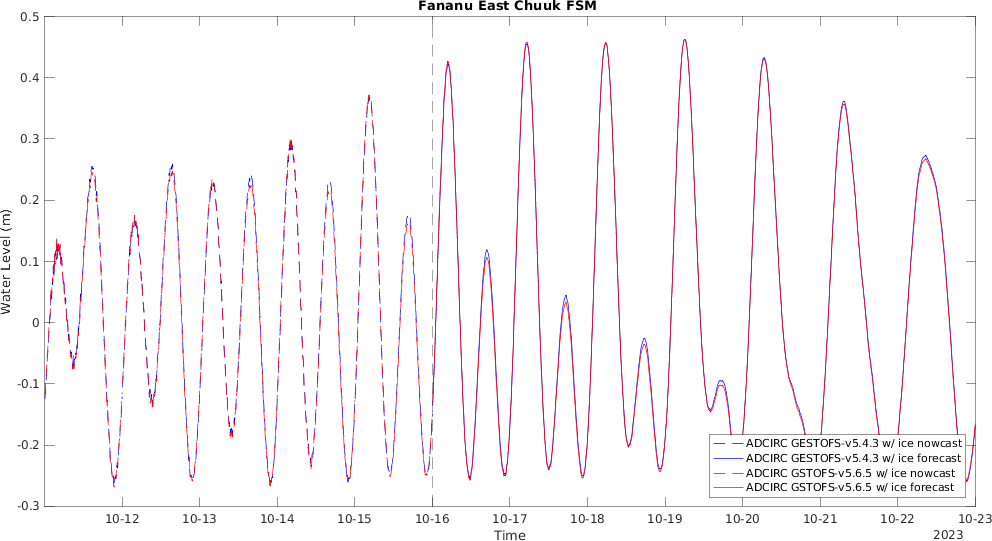 Fananu East Chuuk FSM
0.5
0.4
0.3
0.2
0.1
0
-0.1
-0.2
-0.3
Water Level (m)
ADCIRC GESTOFS-v5.4.3 w/ ice nowcast
ADCIRC GESTOFS-v5.4.3 w/ ice forecast
ADCIRC GSTOFS-v5.6.5 w/ ice nowcast
ADCIRC GSTOFS-v5.6.5 w/ ice forecast
10-12 10-13 10-14 10-15 10-16 10-17 10-18 10-19 10-20 10-21 10-22 10-23
Time
2023